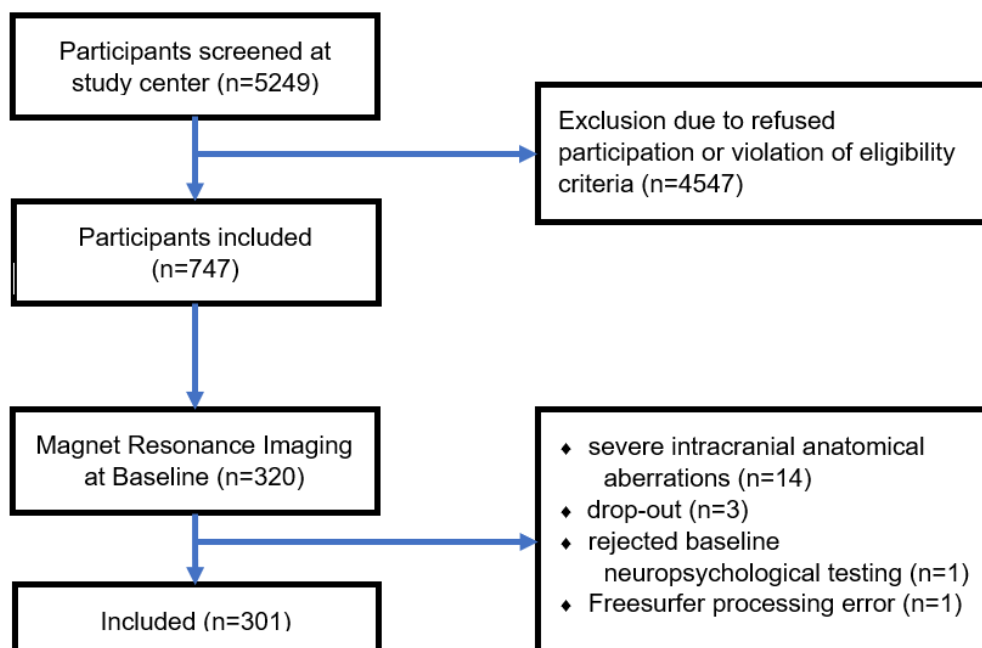 Participants screened at
study center (n=5249)
Exclusion due to refused
participation or violation of eligibility
criteria (n=4547)
Participants included
(n=747)
Magnet Resonance Imaging
at Baseline (n=320)
♦ severe intracranial anatomical
aberrations (n=14)
♦ drop-out (n=3)
♦ rejected baseline
neuropsychological testing (n=1)
♦ Freesurfer processing error (n=1)
Included (n=301)